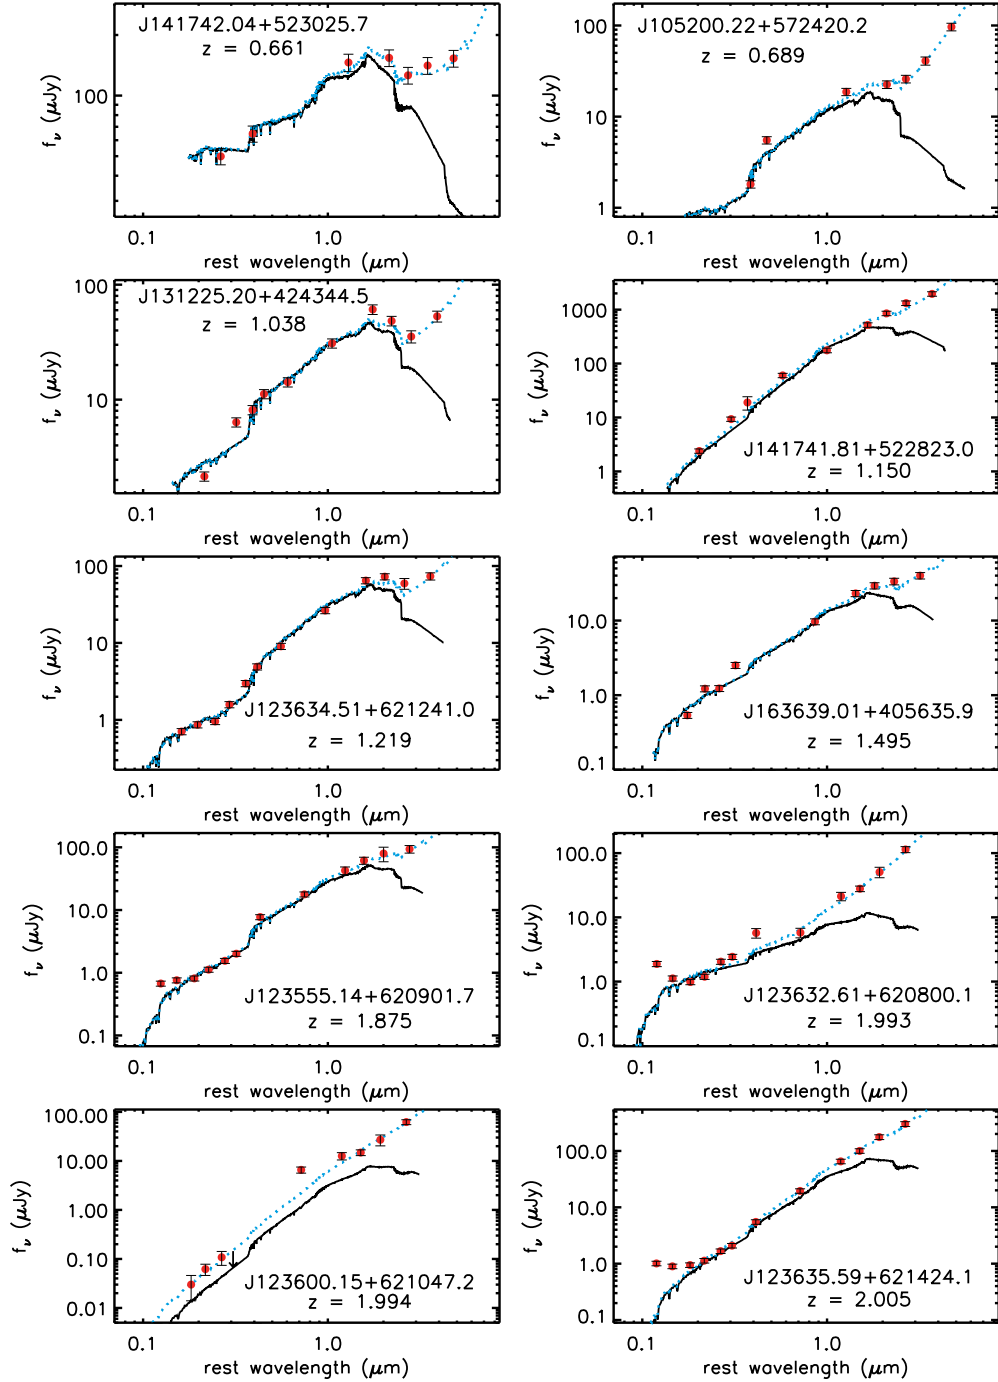 J141742.04+523025.7
z = 0.661
100
f_ν (μJy)
0.1 1.0
rest wavelength (μm)
J105200.22+572420.2
z = 0.689
100
10
1
f_ν (μJy)
0.1 1.0
rest wavelength (μm)
J131225.20+424344.5
z = 1.038
100
10
f_ν (μJy)
0.1 1.0
rest wavelength (μm)
1000
100
10
1
f_ν (μJy)
J141741.81+522823.0
z = 1.150
0.1 1.0
rest wavelength (μm)
100
10
1
f_ν (μJy)
J123634.51+621241.0
z = 1.219
0.1 1.0
rest wavelength (μm)
10.0
1.0
0.1
f_ν (μJy)
J163639.01+405635.9
z = 1.495
0.1 1.0
rest wavelength (μm)
100.0
10.0
1.0
0.1
f_ν (μJy)
J123555.14+620901.7
z = 1.875
0.1 1.0
rest wavelength (μm)
100.0
10.0
1.0
0.1
f_ν (μJy)
J123632.61+620800.1
z = 1.993
0.1 1.0
rest wavelength (μm)
100.00
10.00
1.00
0.10
0.01
f_ν (μJy)
J123600.15+621047.2
z = 1.994
0.1 1.0
rest wavelength (μm)
100.0
10.0
1.0
0.1
f_ν (μJy)
J123635.59+621424.1
z = 2.005
0.1 1.0
rest wavelength (μm)